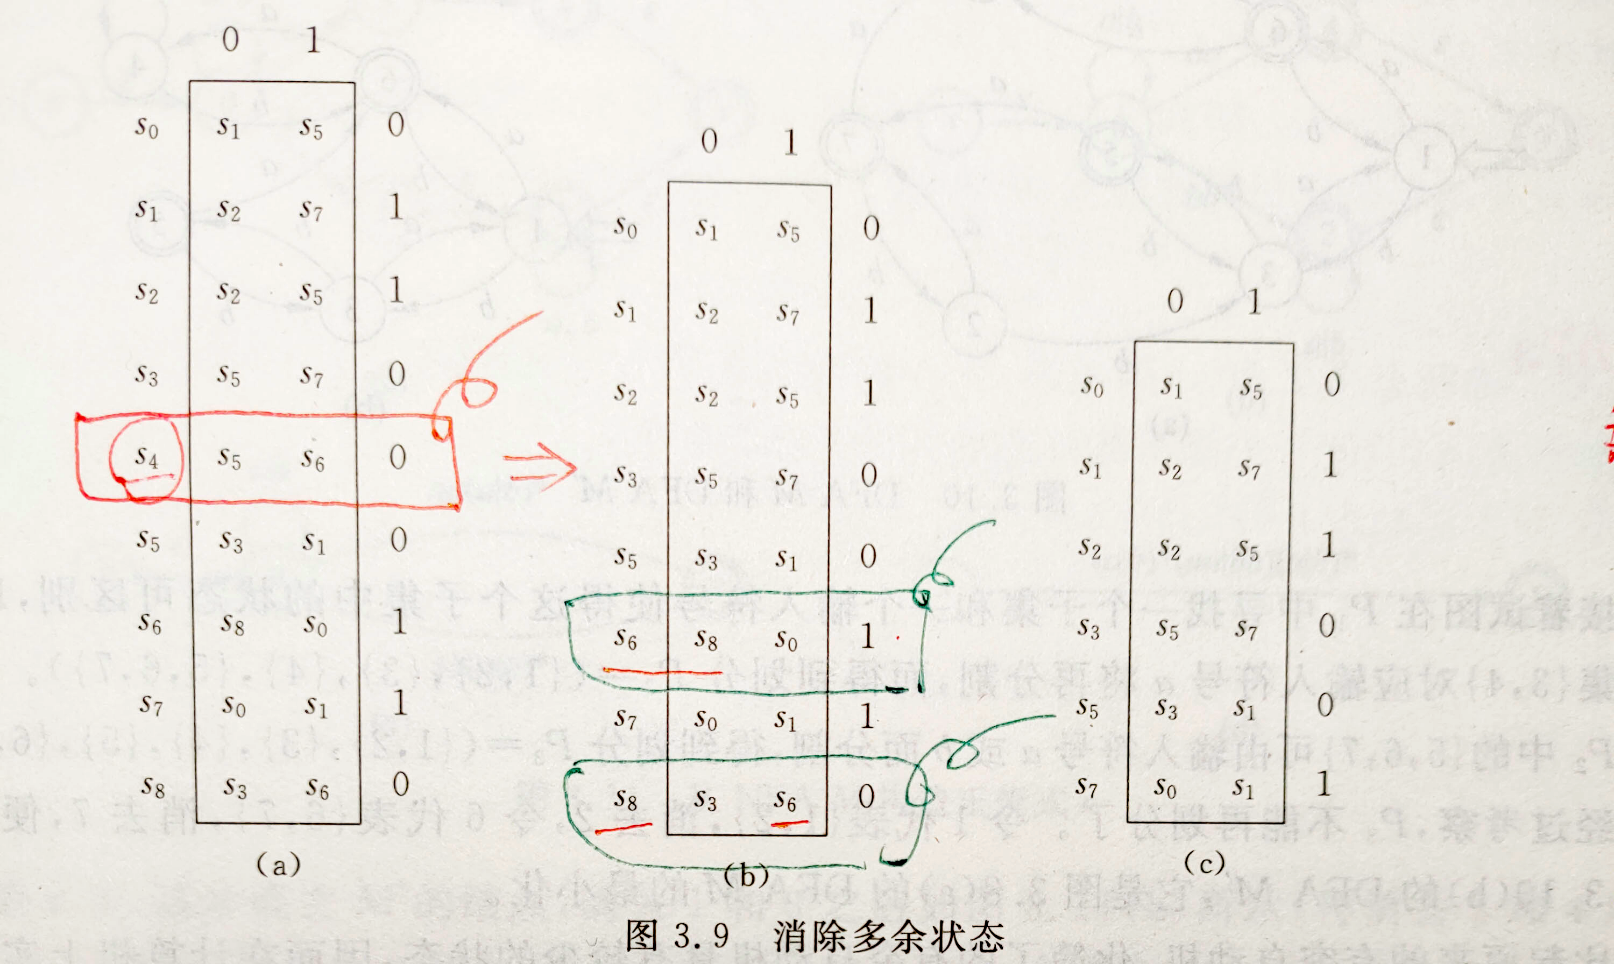 0 1
s0 s1 s5 0
s1 s2 s7 1
s2 s2 s5 1
s3 s5 s7 0
s4 s5 s6 0
s5 s3 s1 0
s6 s8 s0 1
s7 s0 s1 1
s8 s3 s6 0
(a)
0 1
s0 s1 s5 0
s1 s2 s7 1
s2 s2 s5 1
s3 s5 s7 0
s5 s3 s1 0
s6 s8 s0 1
s7 s0 s1 1
s8 s3 s6 0
(b)
0 1
s0 s1 s5 0
s1 s2 s7 1
s2 s2 s5 1
s3 s5 s7 0
s5 s3 s1 0
s7 s0 s1 1
(c)
图 3.9 消除多余状态